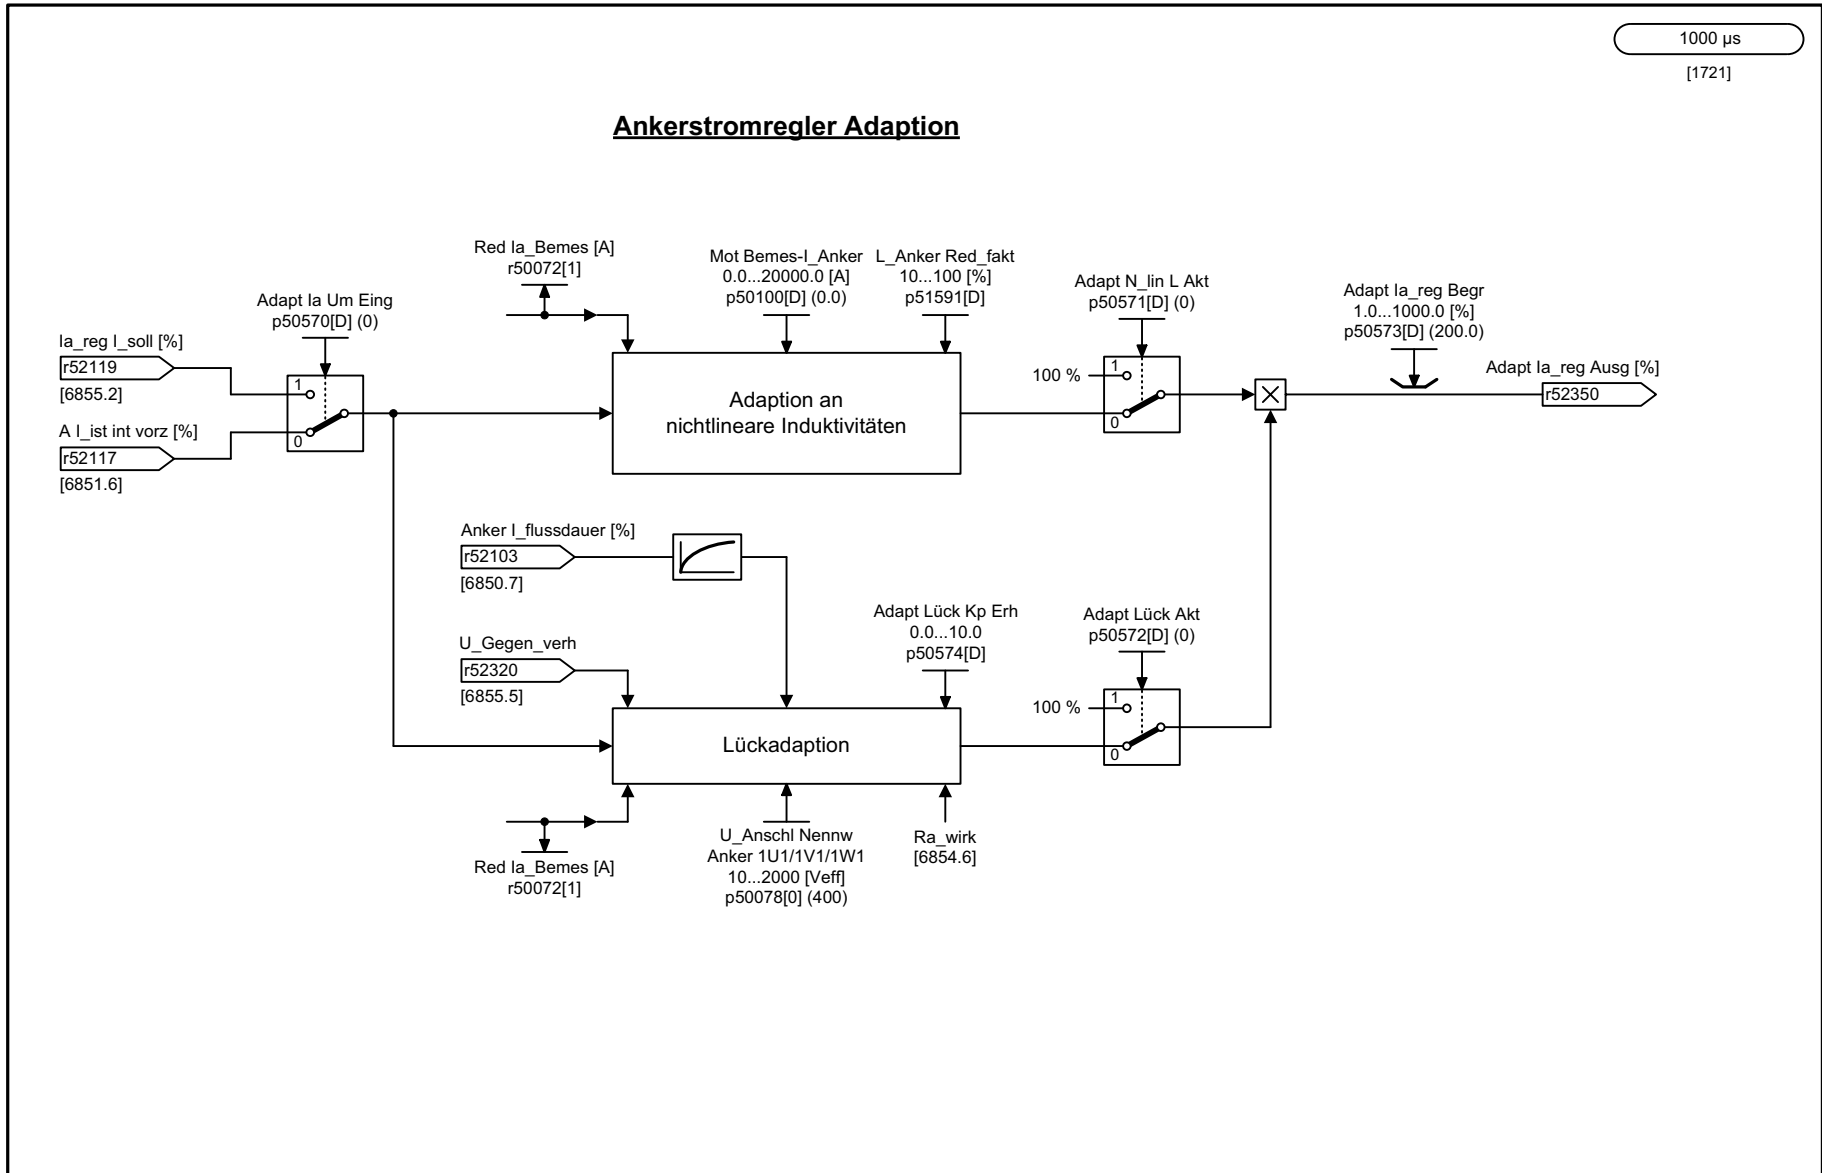 1000 µs
[1721]
Ankerstromregler Adaption
Red Ia_Bemes [A]
r50072[1]
Mot Bemes-I_Anker
0.0...20000.0 [A]
p50100[D] (0.0)
L_Anker Red_fakt
10...100 [%]
p51591[D]
Adapt Ia Um Eing
p50570[D] (0)
Adapt N_lin L Akt
p50571[D] (0)
Adapt Ia_reg Begr
1.0...1000.0 [%]
p50573[D] (200.0)
Ia_reg I_soll [%]
r52119
[6855.2]
A I_ist int vorz [%]
r52117
[6851.6]
1
0
Adaption an
nichtlineare Induktivitäten
100 %
1
0
Adapt Ia_reg Ausg [%]
r52350
Anker I_flussdauer [%]
r52103
[6850.7]
U_Gegen_verh
r52320
[6855.5]
Adapt Lück Kp Erh
0.0...10.0
p50574[D]
Adapt Lück Akt
p50572[D] (0)
Lückadaption
100 %
1
0
Red Ia_Bemes [A]
r50072[1]
U_Anschl Nennw
Anker 1U1/1V1/1W1
10...2000 [Veff]
p50078[0] (400)
Ra_wirk
[6854.6]